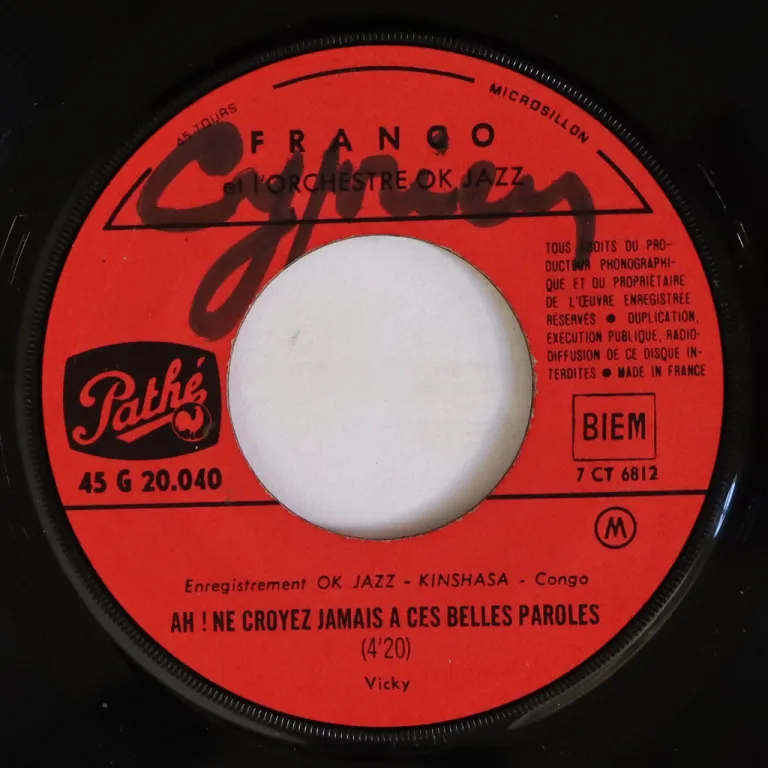 45 TOURS
MICROSILLON
FRANCO
et l'ORCHESTRE OK JAZZ
Cyprien
TOUS DROITS DU PRO-
DUCTEUR PHONOGRAPHI-
QUE ET DU PROPRIÉTAIRE
DE L'ŒUVRE ENREGISTRÉE
RÉSERVÉS ● DUPLICATION,
EXÉCUTION PUBLIQUE, RADIO-
DIFFUSION DE CE DISQUE IN-
TERDITES ● MADE IN FRANCE
Pathé
45 G 20.040
BIEM
7 CT 6812
M
Enregistrement OK JAZZ - KINSHASA - Congo
AH ! NE CROYEZ JAMAIS A CES BELLES PAROLES
(4'20)
Vicky